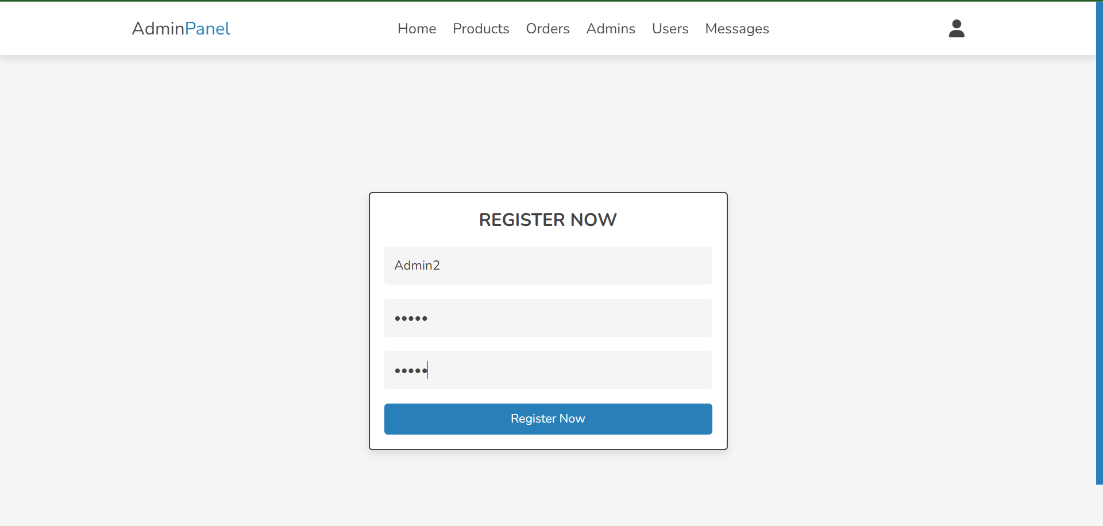 AdminPanel
Home Products Orders Admins Users Messages
REGISTER NOW
Admin2
•••••
•••••
Register Now